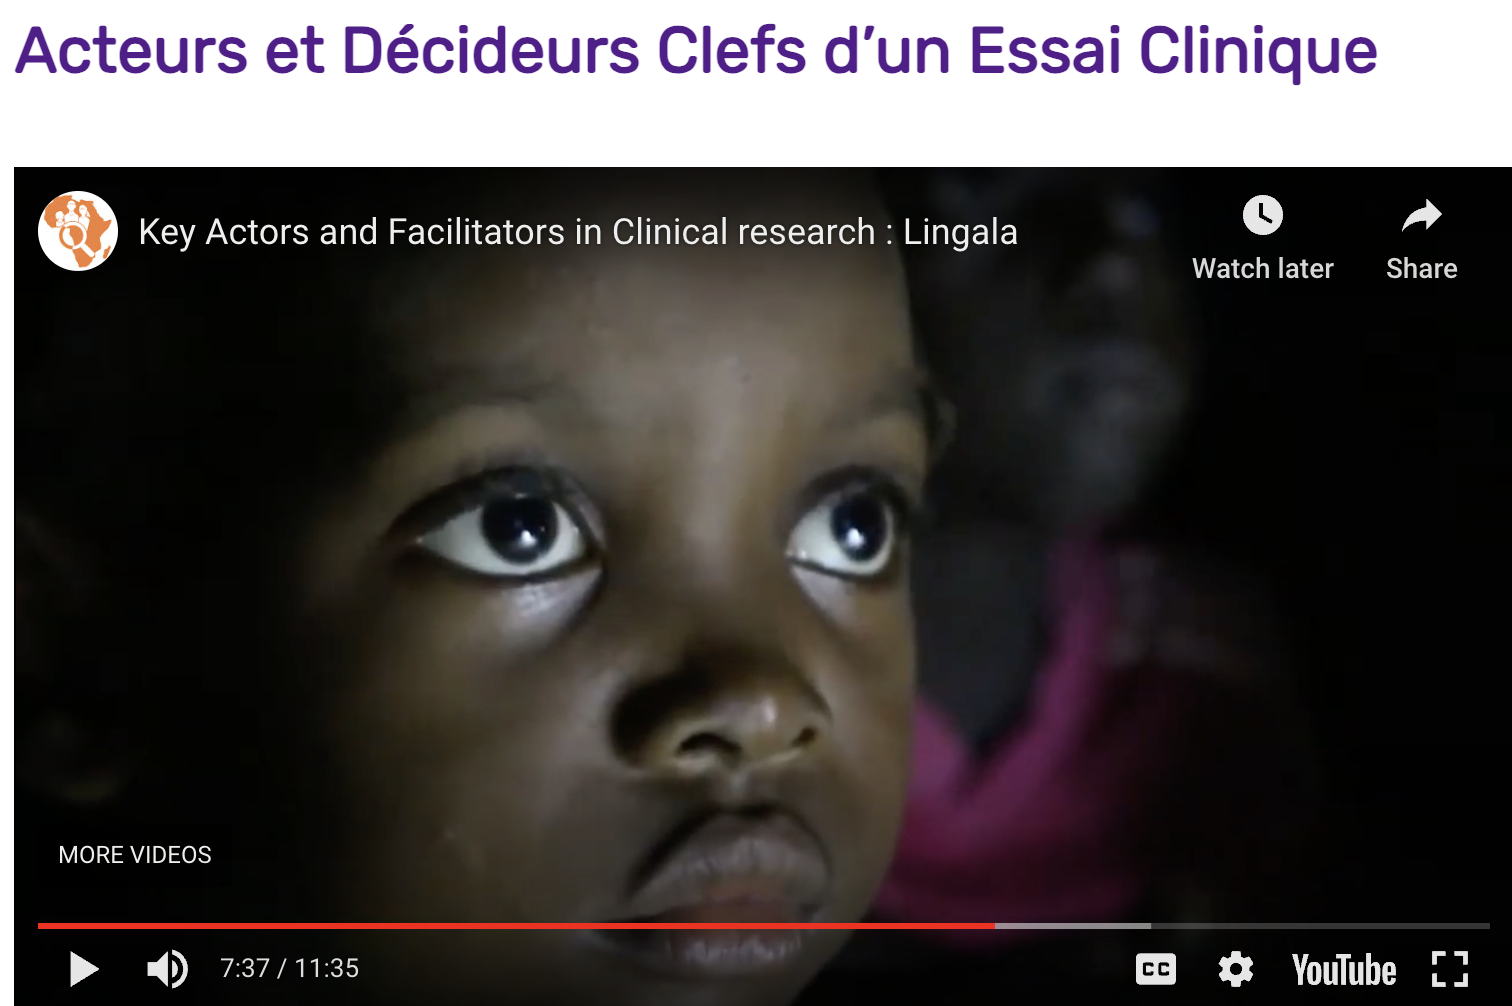 Acteurs et Décideurs Clefs d’un Essai Clinique
Key Actors and Facilitators in Clinical research : Lingala
Watch later
Share
MORE VIDEOS
7:37 / 11:35
CC
YouTube